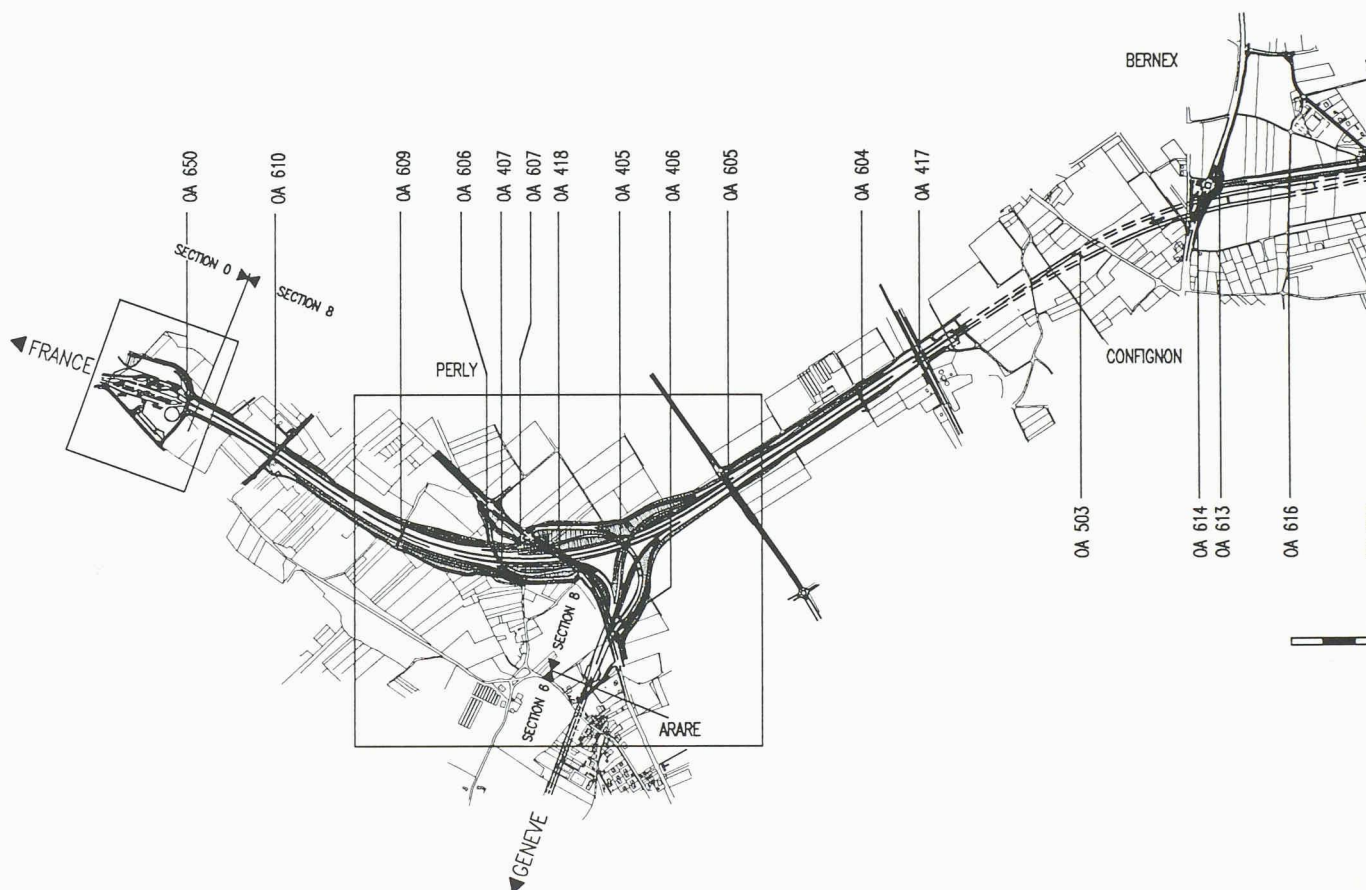 BERNEX
OA 650
OA 610
OA 609
OA 606
OA 407
OA 607
OA 418
OA 405
OA 406
OA 605
OA 604
OA 417
SECTION 0
SECTION 8
FRANCE
PERLY
CONFIGNON
OA 503
OA 614
OA 613
OA 616
SECTION 8
SECTION 6
ARARE
GENEVE